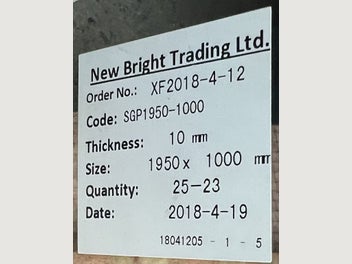 New Bright Trading Ltd.
Order No.: XF2018-4-12
Code: SGP1950-1000
Thickness: 10 mm
Size: 1950x 1000 mm
Quantity: 25-23
Date: 2018-4-19
18041205 - 1 - 5